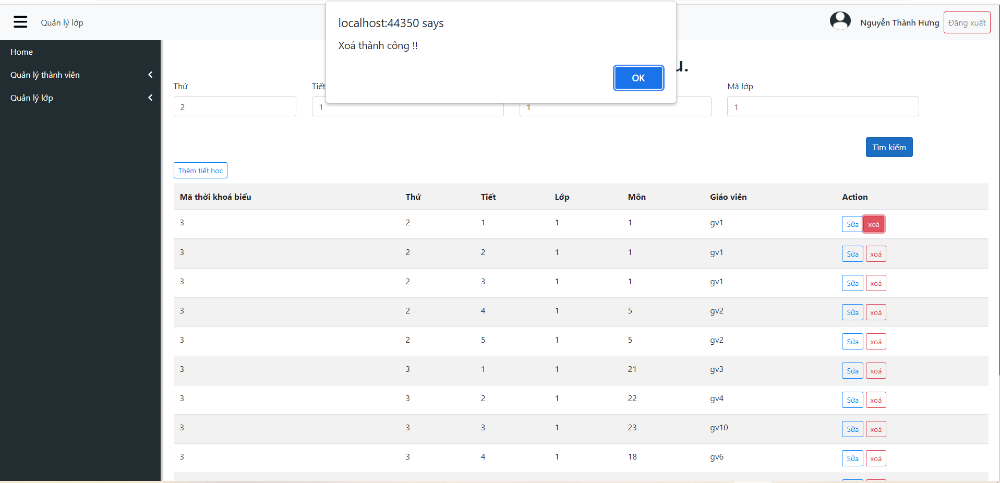 Quản lý lớp
localhost:44350 says
Xoá thành công !!
OK
Nguyễn Thành Hưng
Đăng xuất
Home
Quản lý thành viên
Quản lý lớp
u.
Thứ Tiết Mã lớp
2 1 1 1
Tìm kiếm
Thêm tiết học
Mã thời khoá biểu Thứ Tiết Lớp Môn Giáo viên Action
3 2 1 1 1 gv1 Sửa xoá
3 2 2 1 1 gv1 Sửa xoá
3 2 3 1 1 gv1 Sửa xoá
3 2 4 1 5 gv2 Sửa xoá
3 2 5 1 5 gv2 Sửa xoá
3 3 1 1 21 gv3 Sửa xoá
3 3 2 1 22 gv4 Sửa xoá
3 3 3 1 23 gv10 Sửa xoá
3 3 4 1 18 gv6 Sửa xoá